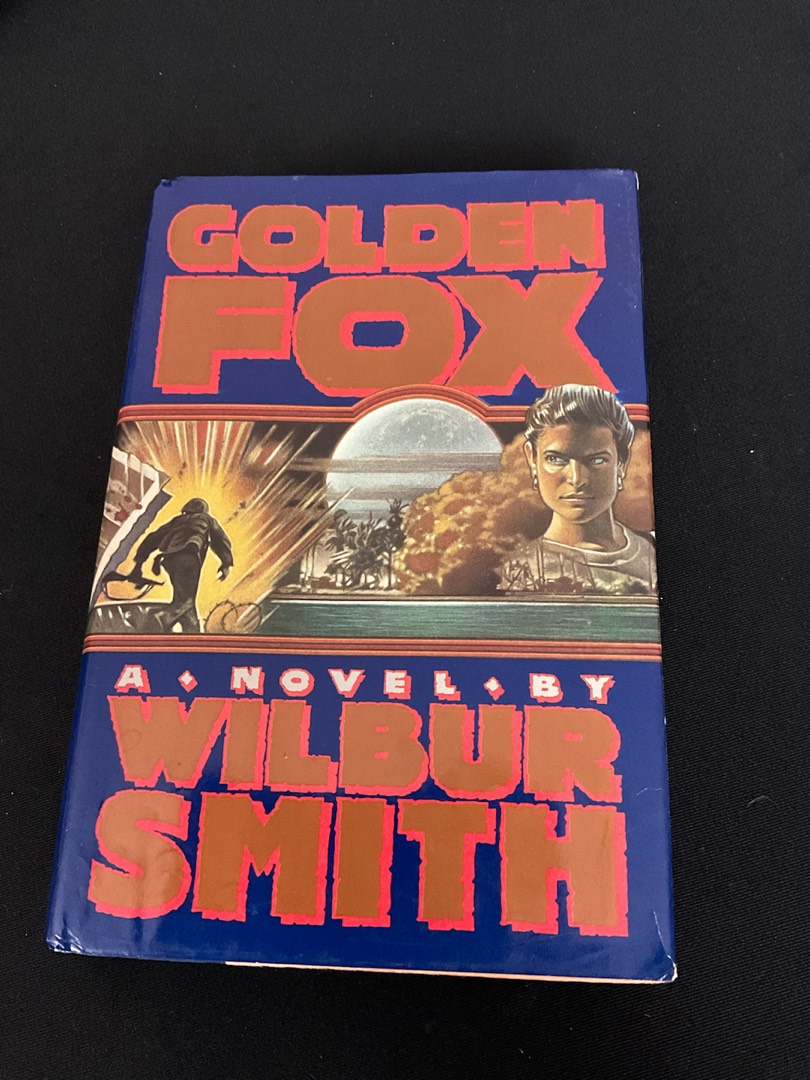 GOLDEN
FOX
A • NOVEL • BY
WILBUR
SMITH